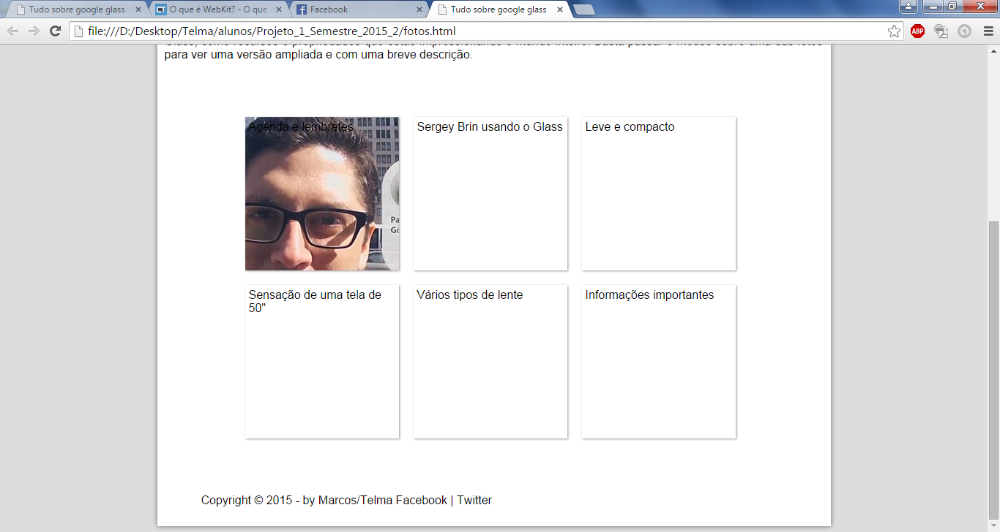 Tudo sobre google glass
O que é WebKit? - O que
Facebook
Tudo sobre google glass
file:///D:/Desktop/Telma/alunos/Projeto_1_Semestre_2015_2/fotos.html
ABP
para ver uma versão ampliada e com uma breve descrição.
Agenda e lembretes
Sergey Brin usando o Glass
Leve e compacto
Pa
Go
Sensação de uma tela de
50"
Vários tipos de lente
Informações importantes
Copyright © 2015 - by Marcos/Telma Facebook | Twitter